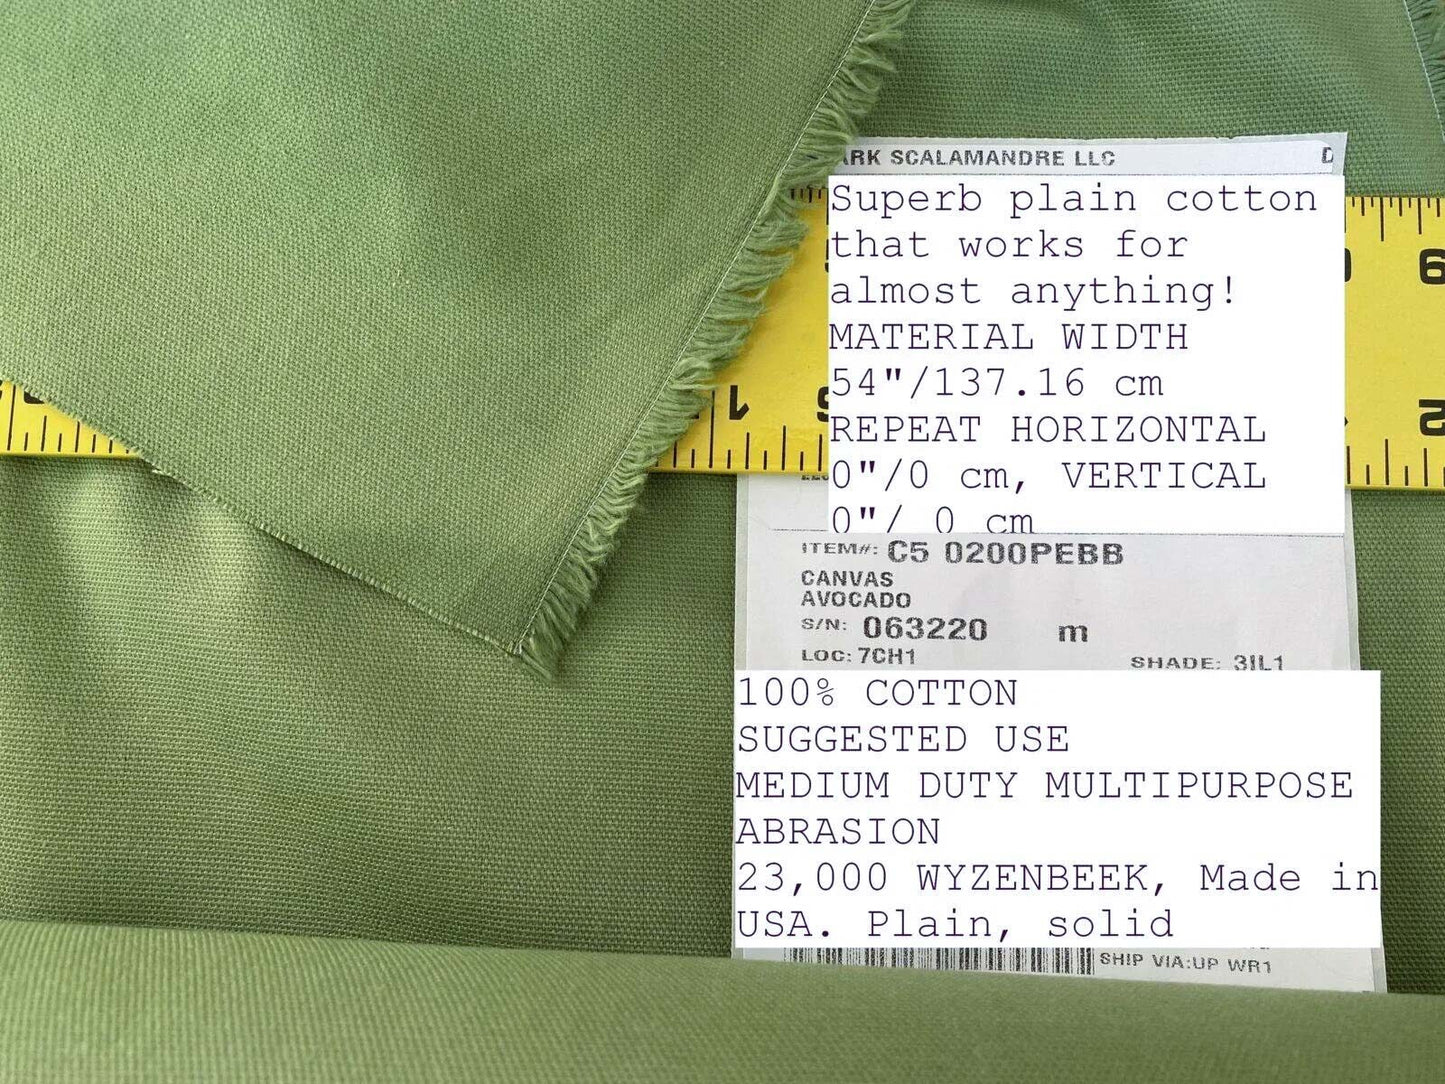 ARK SCALAMANDRE LLC D
Superb plain cotton
that works for
almost anything!
MATERIAL WIDTH
54"/137.16 cm
REPEAT HORIZONTAL
0"/0 cm, VERTICAL
0"/ 0 cm
ITEM#: C5 0200PEBB
CANVAS
AVOCADO
S/N: 063220 m
LOC: 7CH1 SHADE: 3IL1
100% COTTON
SUGGESTED USE
MEDIUM DUTY MULTIPURPOSE
ABRASION
23,000 WYZENBEEK, Made in
USA. Plain, solid
SHIP VIA:UP WR1